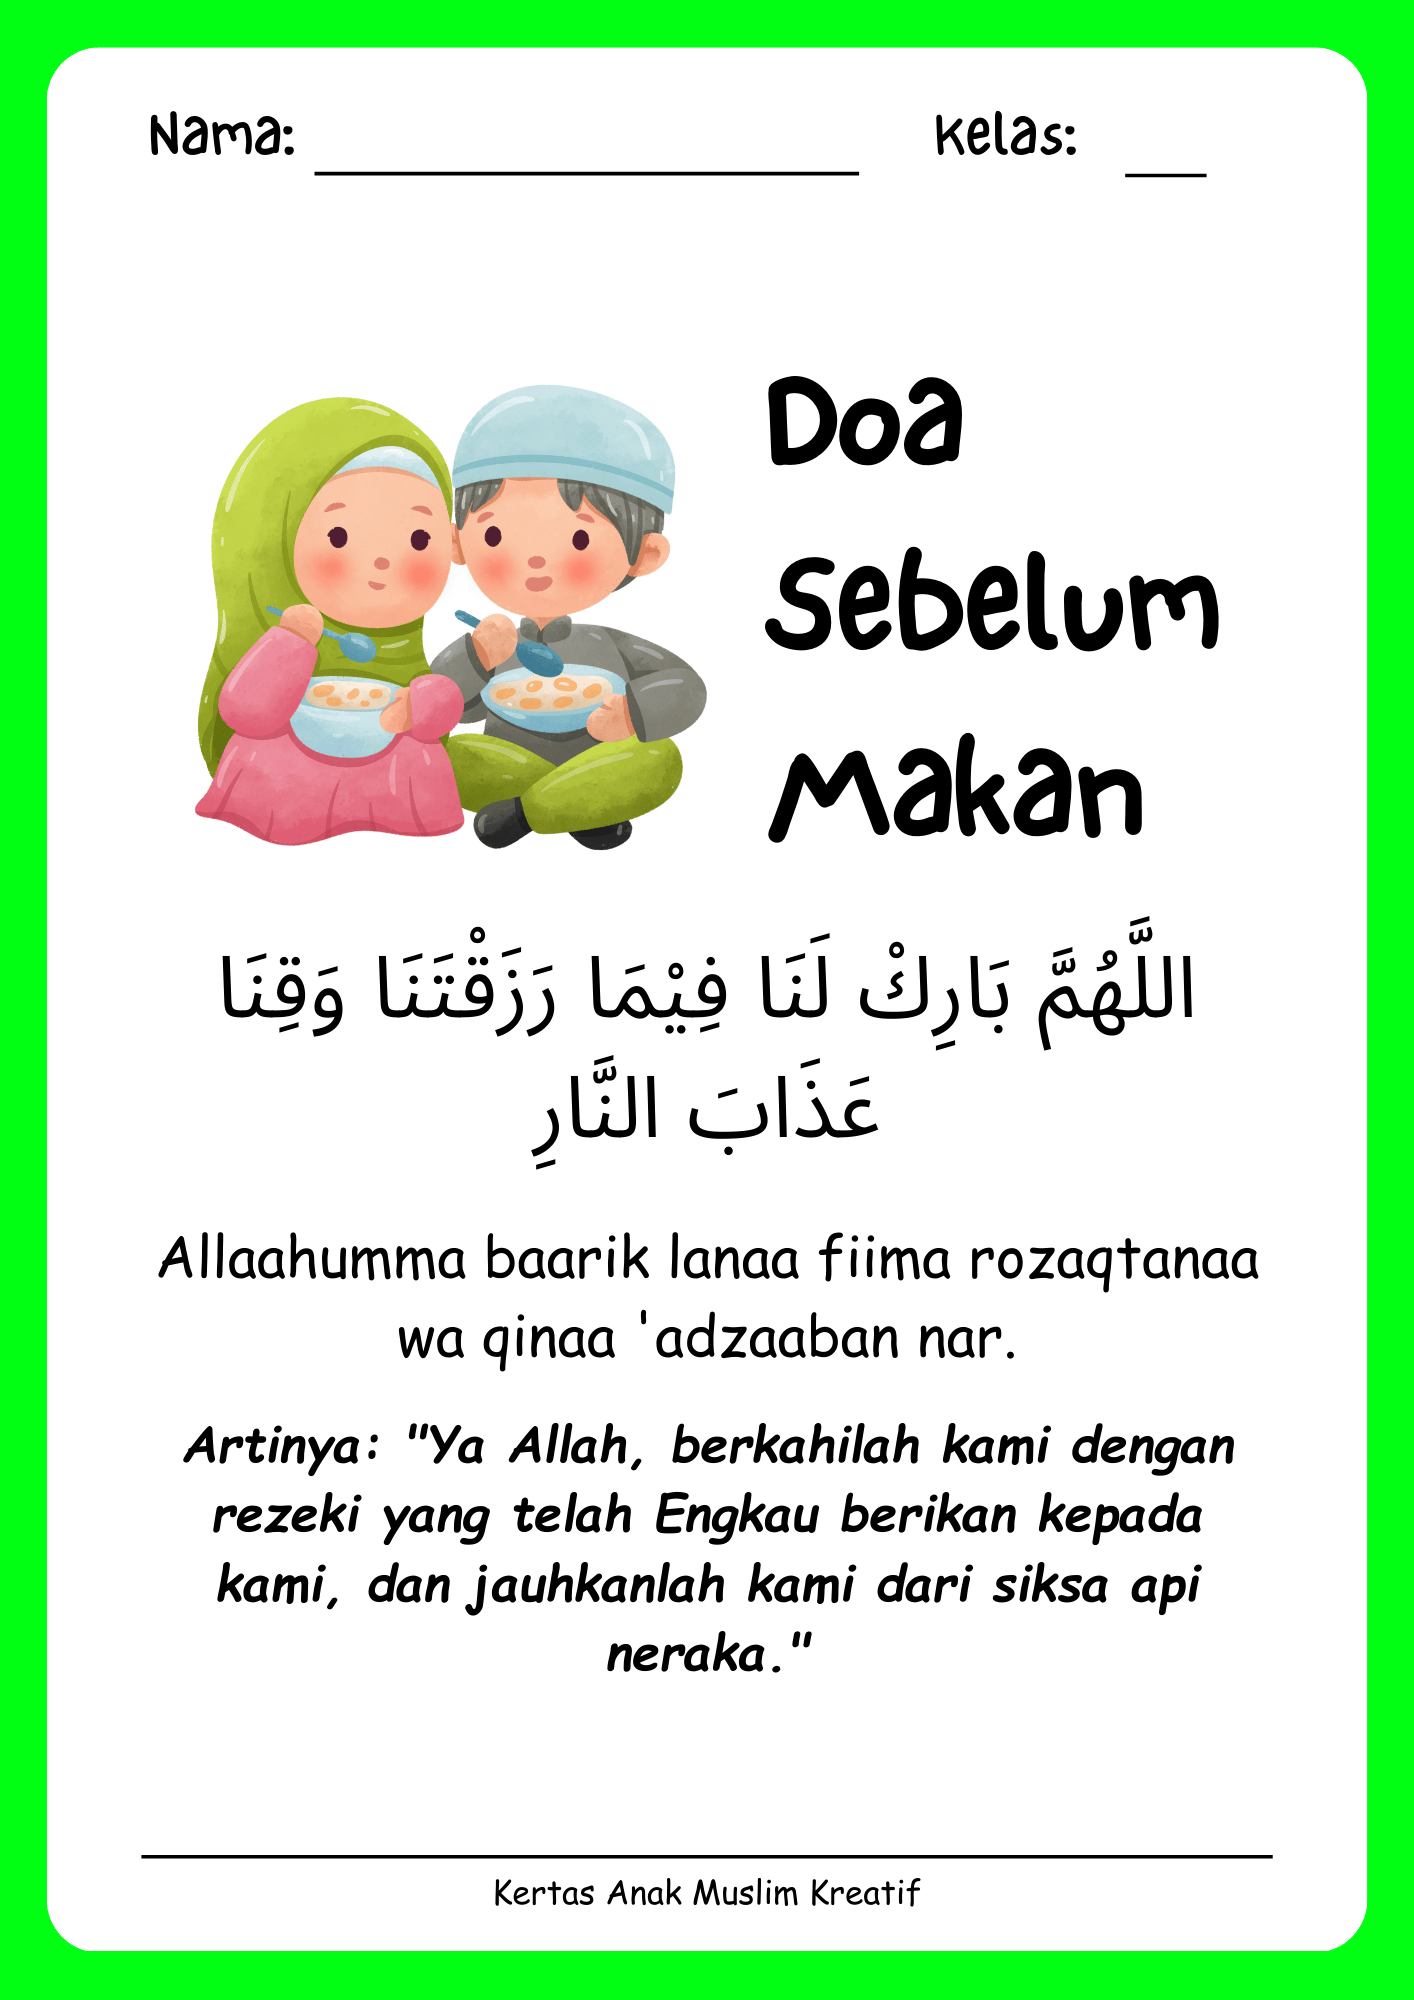 Nama: Kelas:
Doa
Sebelum
Makan
اللَّهُمَّ بَارِكْ لَنَا فِيْمَا رَزَقْتَنَا وَقِنَا
عَذَابَ النَّارِ
Allaahumma baarik lanaa fiima rozaqtanaa
wa qinaa 'adzaaban nar.
Artinya: "Ya Allah, berkahilah kami dengan
rezeki yang telah Engkau berikan kepada
kami, dan jauhkanlah kami dari siksa api
neraka."
Kertas Anak Muslim Kreatif